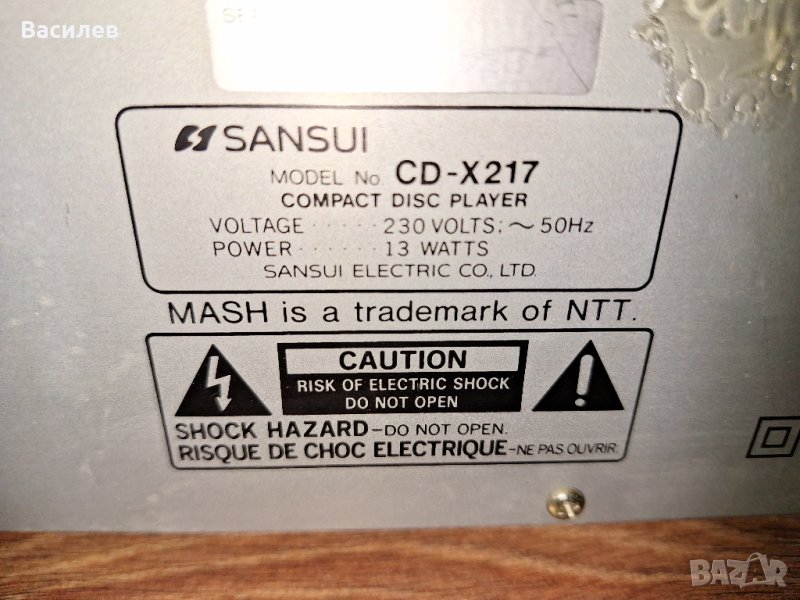 Василев
SANSUI
MODEL No CD-X217
COMPACT DISC PLAYER
VOLTAGE ····· 230 VOLTS; ~ 50Hz
POWER ······ 13 WATTS
SANSUI ELECTRIC CO., LTD.
MASH is a trademark of NTT.
CAUTION
RISK OF ELECTRIC SHOCK
DO NOT OPEN
SHOCK HAZARD-DO NOT OPEN.
RISQUE DE CHOC ELECTRIQUE-NE PAS OUVRIR.
BAZAR